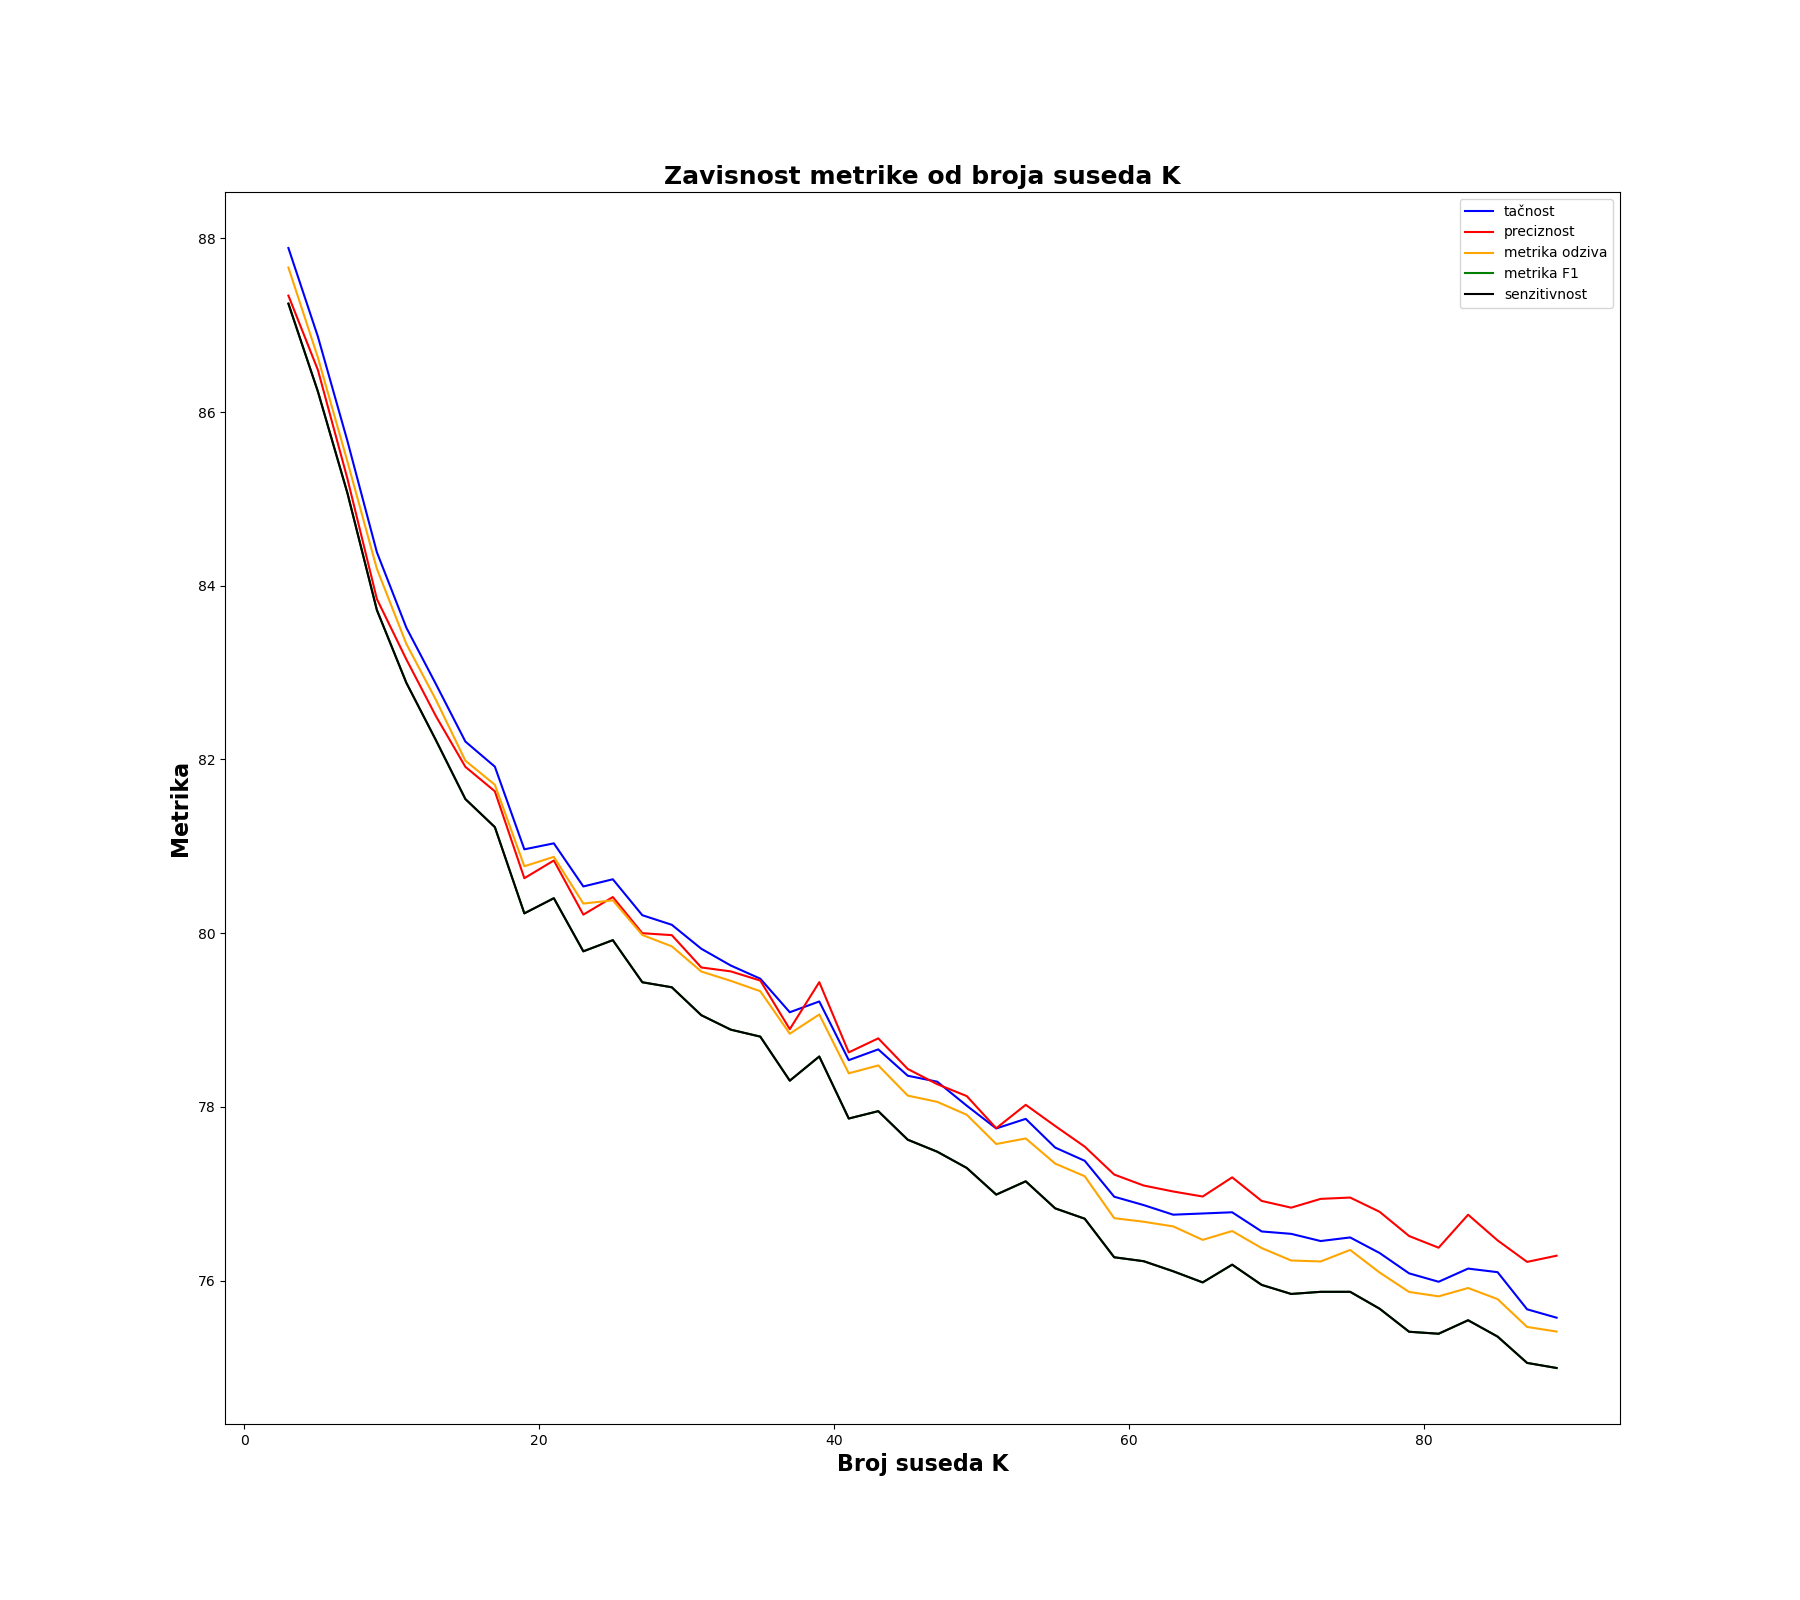 Zavisnost metrike od broja suseda K
tačnost
preciznost
metrika odziva
metrika F1
senzitivnost
88
86
84
82
80
78
76
Metrika
0 20 40 60 80
Broj suseda K